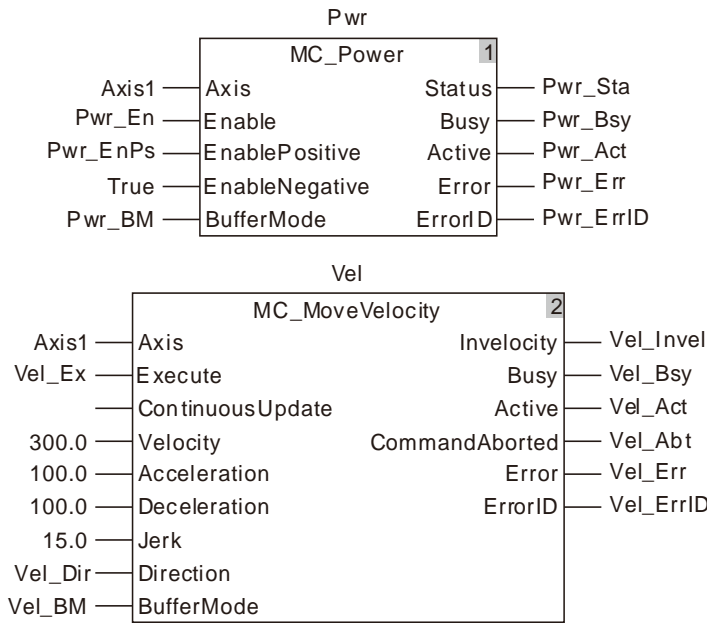 Pwr
MC_Power 1
Axis1 Axis Status Pwr_Sta
Pwr_En Enable Busy Pwr_Bsy
Pwr_EnPs EnablePositive Active Pwr_Act
True EnableNegative Error Pwr_Err
Pwr_BM BufferMode ErrorID Pwr_ErrID
Vel
MC_MoveVelocity 2
Axis1 Axis Invelocity Vel_Invel
Vel_Ex Execute Busy Vel_Bsy
ContinuousUpdate Active Vel_Act
300.0 Velocity CommandAborted Vel_Abt
100.0 Acceleration Error Vel_Err
100.0 Deceleration ErrorID Vel_ErrID
15.0 Jerk
Vel_Dir Direction
Vel_BM BufferMode